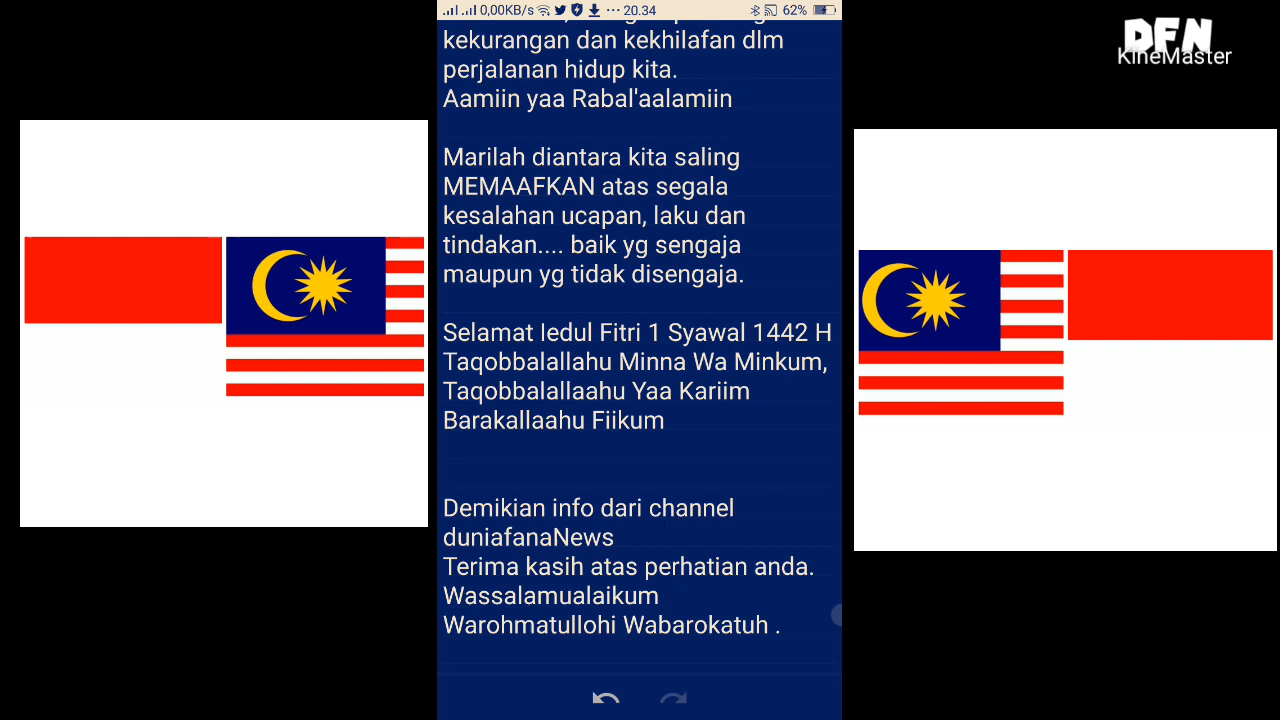 0,00KB/s ... 20.34 62%
DFN
KineMaster
kekurangan dan kekhilafan dlm
perjalanan hidup kita.
Aamiin yaa Rabal'aalamiin
Marilah diantara kita saling
MEMAAFKAN atas segala
kesalahan ucapan, laku dan
tindakan.... baik yg sengaja
maupun yg tidak disengaja.
Selamat Iedul Fitri 1 Syawal 1442 H
Taqobbalallahu Minna Wa Minkum,
Taqobbalallaahu Yaa Kariim
Barakallaahu Fiikum
Demikian info dari channel
duniafanaNews
Terima kasih atas perhatian anda.
Wassalamualaikum
Warohmatullohi Wabarokatuh .